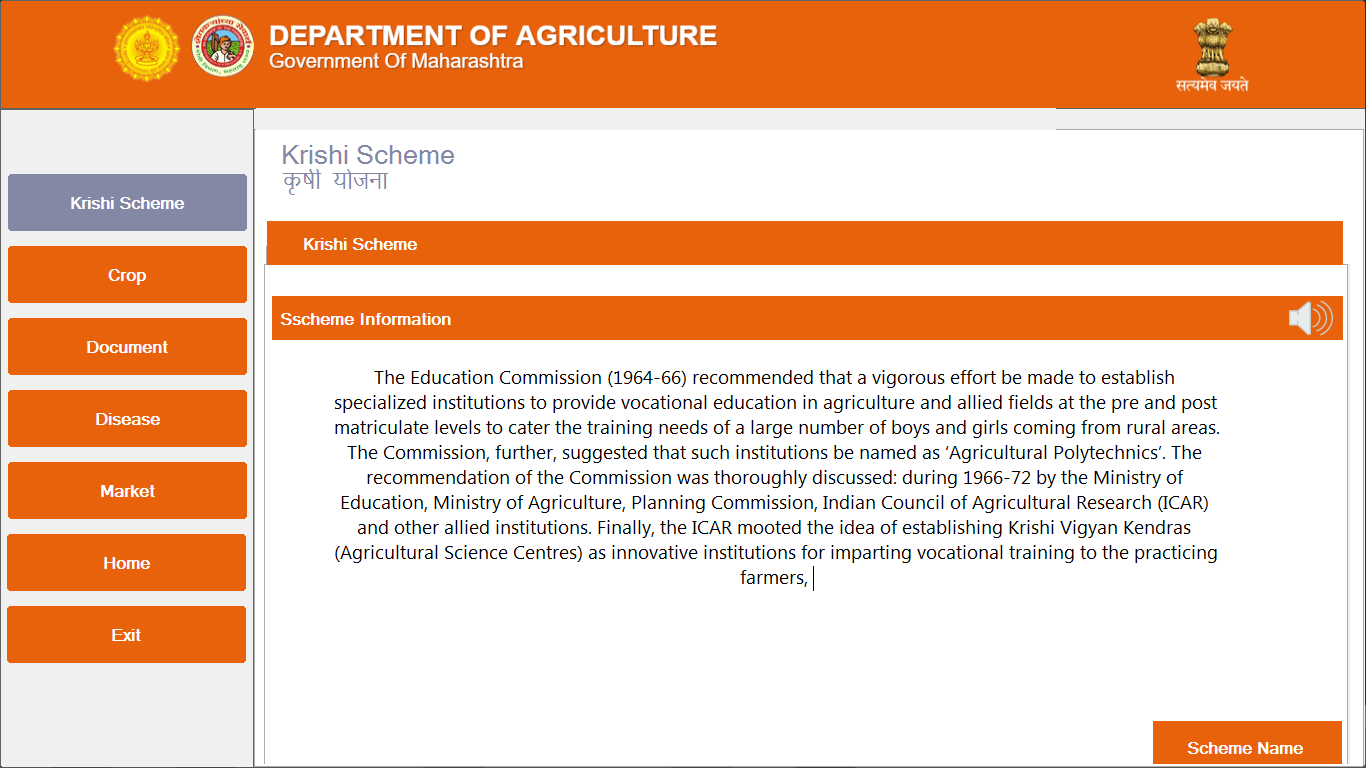 DEPARTMENT OF AGRICULTURE
Government Of Maharashtra
सत्यमेव जयते
Krishi Scheme
कृषी योजना
Krishi Scheme
Crop
Document
Disease
Market
Home
Exit
Krishi Scheme
Sscheme Information
The Education Commission (1964-66) recommended that a vigorous effort be made to establish
specialized institutions to provide vocational education in agriculture and allied fields at the pre and post
matriculate levels to cater the training needs of a large number of boys and girls coming from rural areas.
The Commission, further, suggested that such institutions be named as ‘Agricultural Polytechnics’. The
recommendation of the Commission was thoroughly discussed: during 1966-72 by the Ministry of
Education, Ministry of Agriculture, Planning Commission, Indian Council of Agricultural Research (ICAR)
and other allied institutions. Finally, the ICAR mooted the idea of establishing Krishi Vigyan Kendras
(Agricultural Science Centres) as innovative institutions for imparting vocational training to the practicing
farmers,
Scheme Name